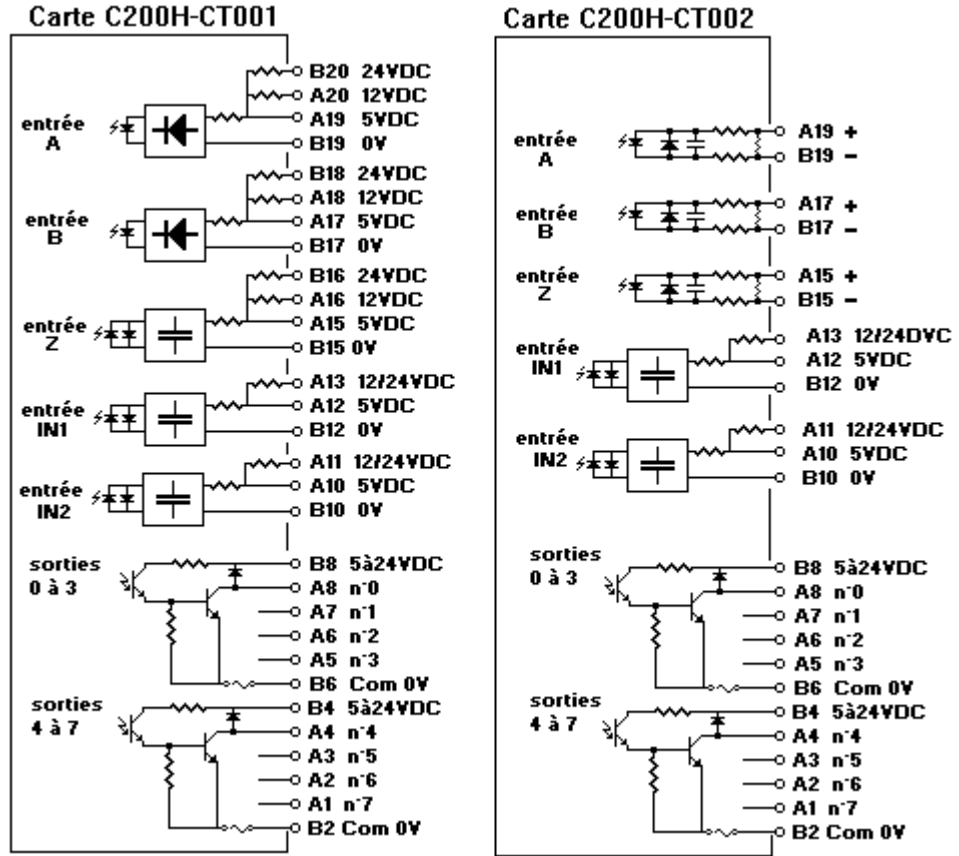 Carte C200H-CT001
B20 24VDC
A20 12VDC
entrée A
A19 5VDC
B19 0V
B18 24VDC
A18 12VDC
entrée B
A17 5VDC
B17 0V
B16 24VDC
A16 12VDC
entrée Z
A15 5VDC
B15 0V
A13 12/24VDC
entrée IN1
A12 5VDC
B12 0V
A11 12/24VDC
entrée IN2
A10 5VDC
B10 0V
sorties 0 à 3
B8 5à24VDC
A8 n°0
A7 n°1
A6 n°2
A5 n°3
B6 Com 0V
sorties 4 à 7
B4 5à24VDC
A4 n°4
A3 n°5
A2 n°6
A1 n°7
B2 Com 0V
Carte C200H-CT002
entrée A
A19 +
B19 -
entrée B
A17 +
B17 -
entrée Z
A15 +
B15 -
A13 12/24DVC
entrée IN1
A12 5VDC
B12 0V
A11 12/24VDC
entrée IN2
A10 5VDC
B10 0V
sorties 0 à 3
B8 5à24VDC
A8 n°0
A7 n°1
A6 n°2
A5 n°3
B6 Com 0V
sorties 4 à 7
B4 5à24VDC
A4 n°4
A3 n°5
A2 n°6
A1 n°7
B2 Com 0V